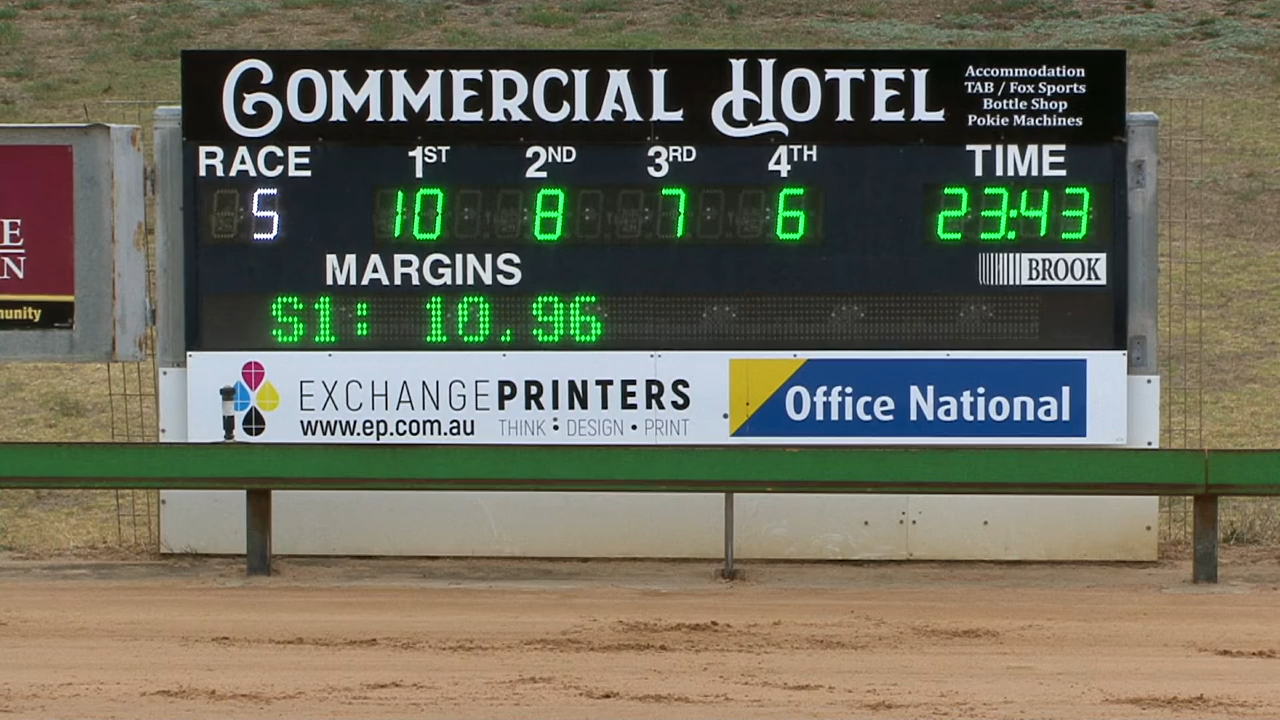 COMMERCIAL HOTEL
Accommodation
TAB / Fox Sports
Bottle Shop
Pokie Machines
RACE 1ST 2ND 3RD 4TH TIME
5 10 8 7 6 23:43
MARGINS
BROOK
S1: 10.96
E
N
munity
EXCHANGEPRINTERS
www.ep.com.au THINK • DESIGN • PRINT
Office National